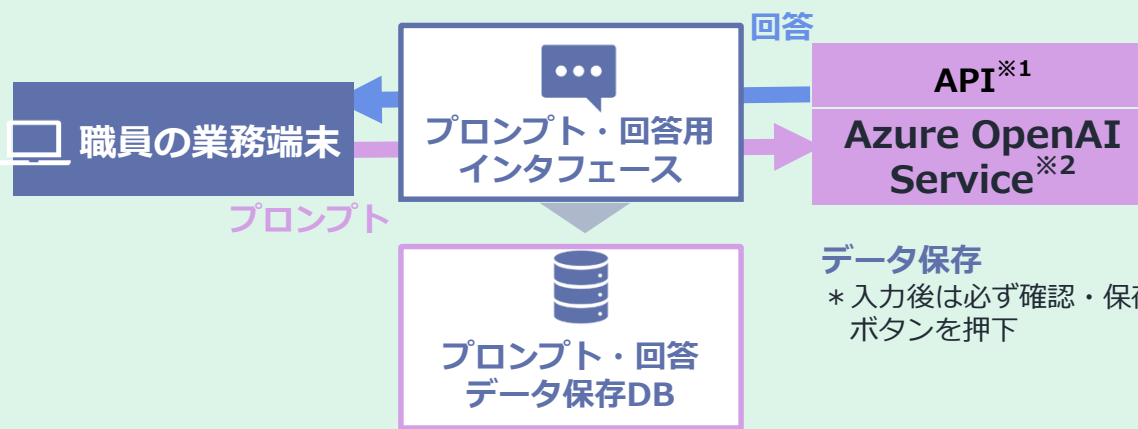 回答
API※1
職員の業務端末
プロンプト・回答用
インタフェース
Azure OpenAI
Service※2
プロンプト
データ保存
＊入力後は必ず確認・保存
ボタンを押下
プロンプト・回答
データ保存DB